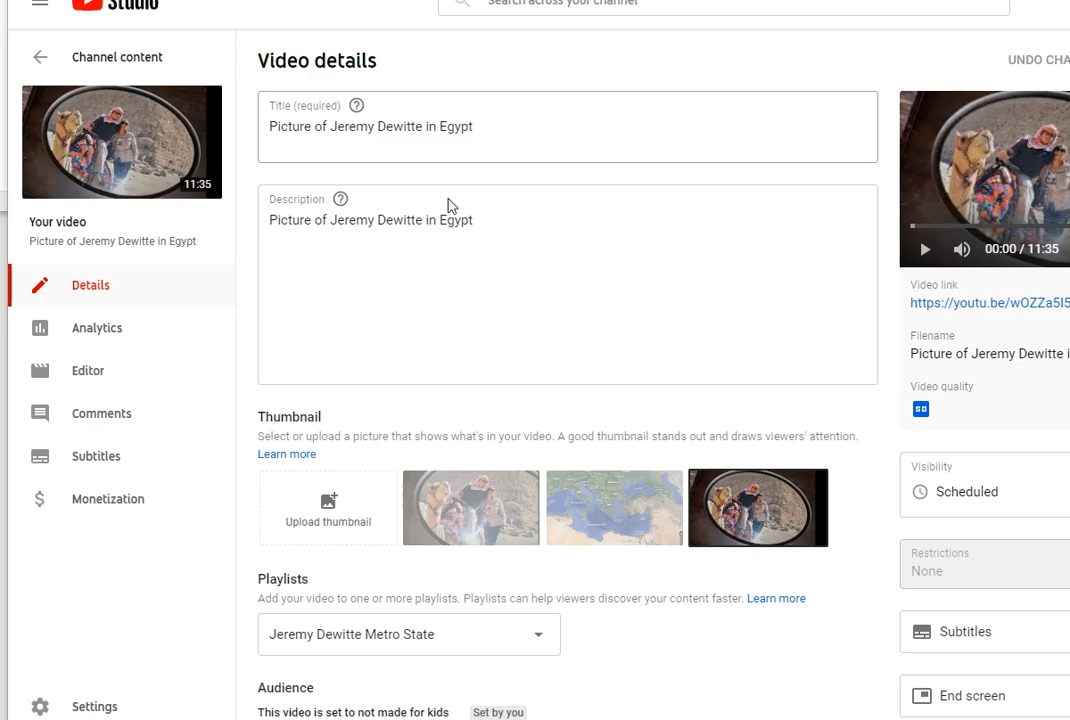 Studio
Search across your channel
Channel content
11:35
Your video
Picture of Jeremy Dewitte in Egypt
Details
Analytics
Editor
Comments
Subtitles
Monetization
Settings
Video details
UNDO CHA
Title (required)
Picture of Jeremy Dewitte in Egypt
Description
Picture of Jeremy Dewitte in Egypt
Thumbnail
Select or upload a picture that shows what's in your video. A good thumbnail stands out and draws viewers' attention.
Learn more
Upload thumbnail
Playlists
Add your video to one or more playlists. Playlists can help viewers discover your content faster. Learn more
Jeremy Dewitte Metro State
Audience
This video is set to not made for kids Set by you
00:00 / 11:35
Video link
https://youtu.be/wOZZa5I5
Filename
Picture of Jeremy Dewitte i
Video quality
SD
Visibility
Scheduled
Restrictions
None
Subtitles
End screen